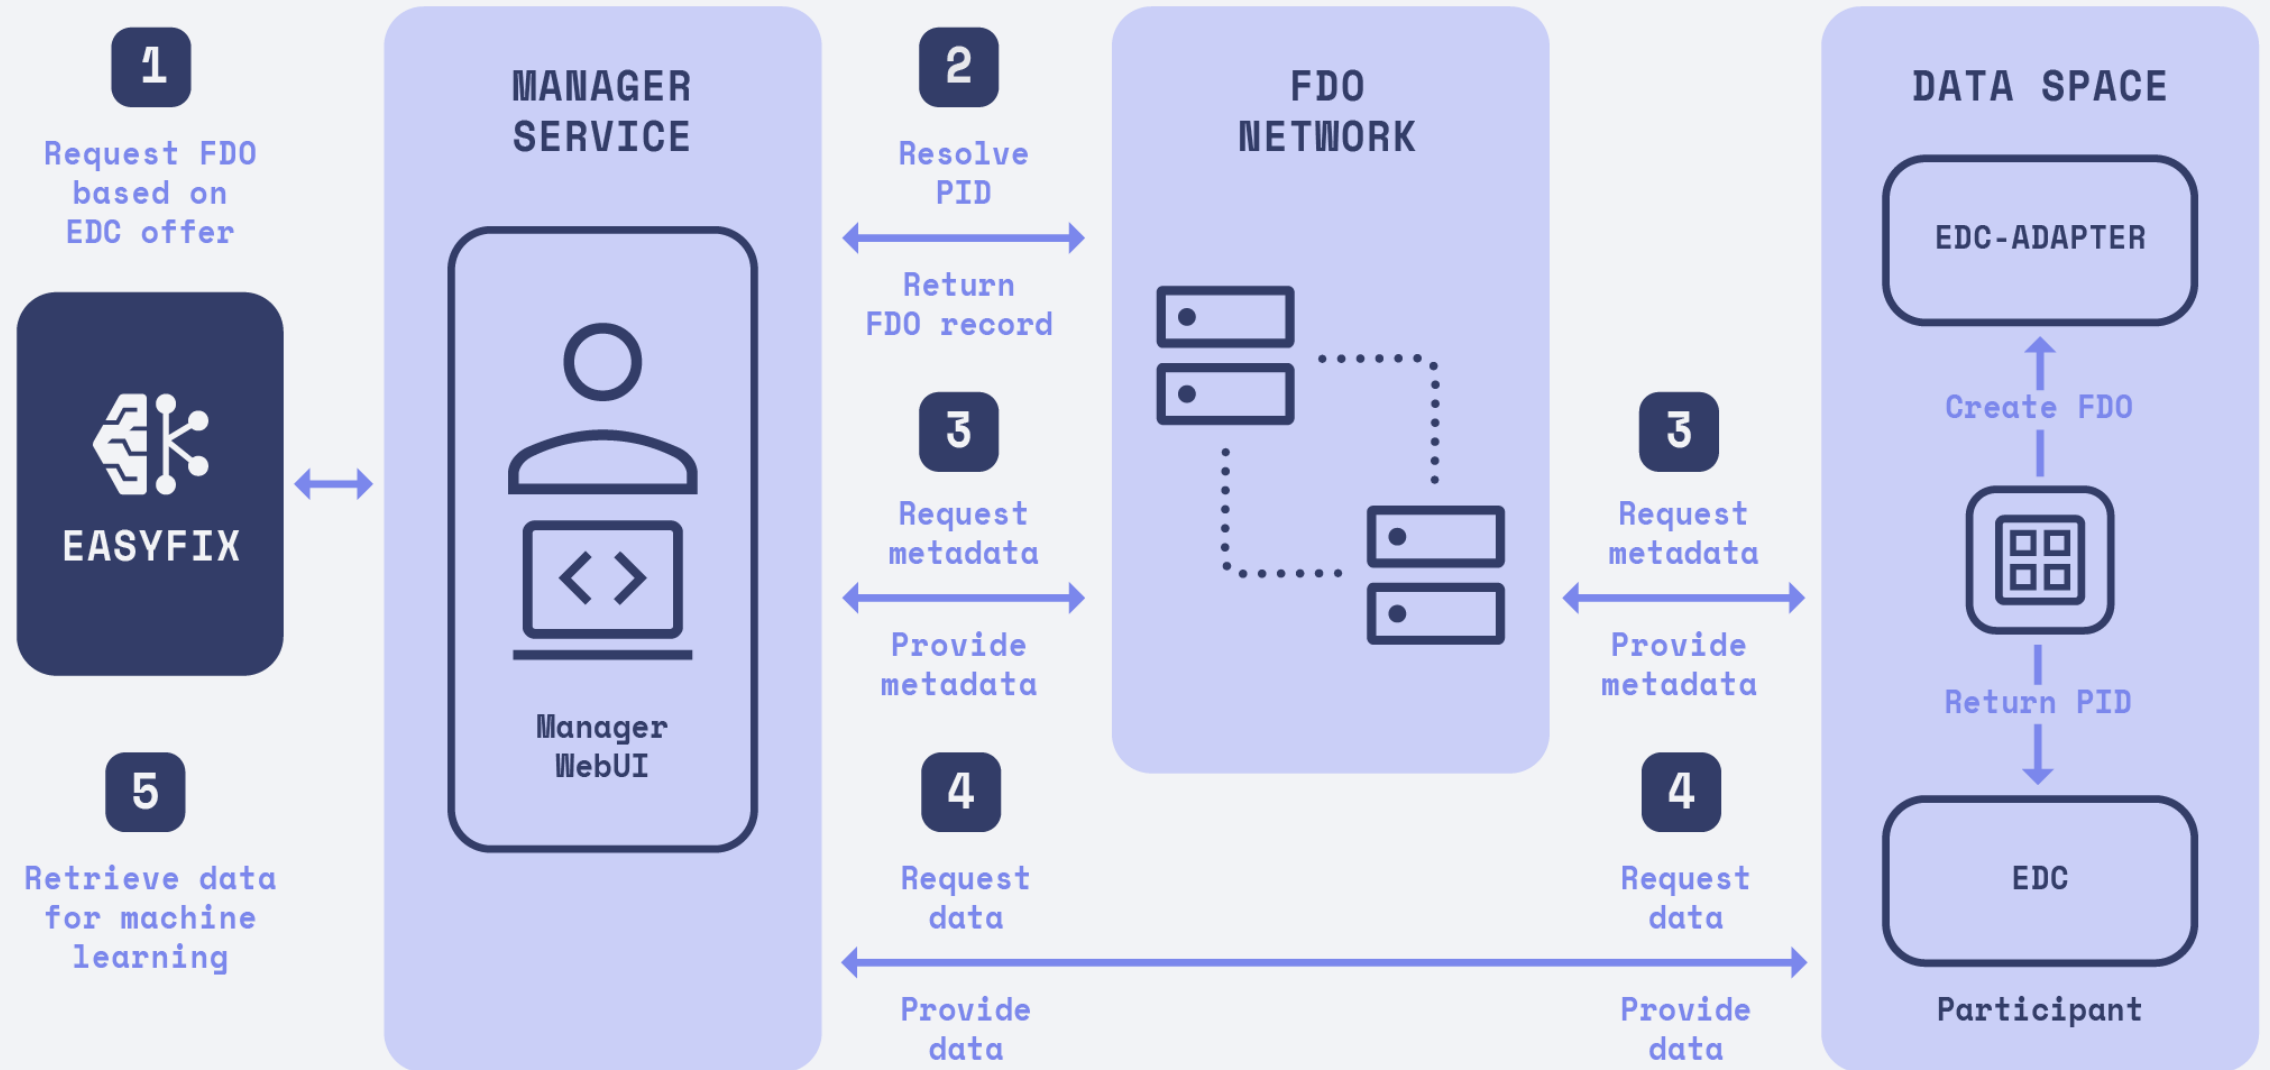 1
Request FDO
based on
EDC offer
EASYFIX
5
Retrieve data
for machine
learning
MANAGER
SERVICE
Manager
WebUI
2
Resolve
PID
Return
FDO record
3
Request
metadata
Provide
metadata
4
Request
data
Provide
data
FDO
NETWORK
3
Request
metadata
Provide
metadata
4
Request
data
Provide
data
DATA SPACE
EDC-ADAPTER
Create FDO
Return PID
EDC
Participant